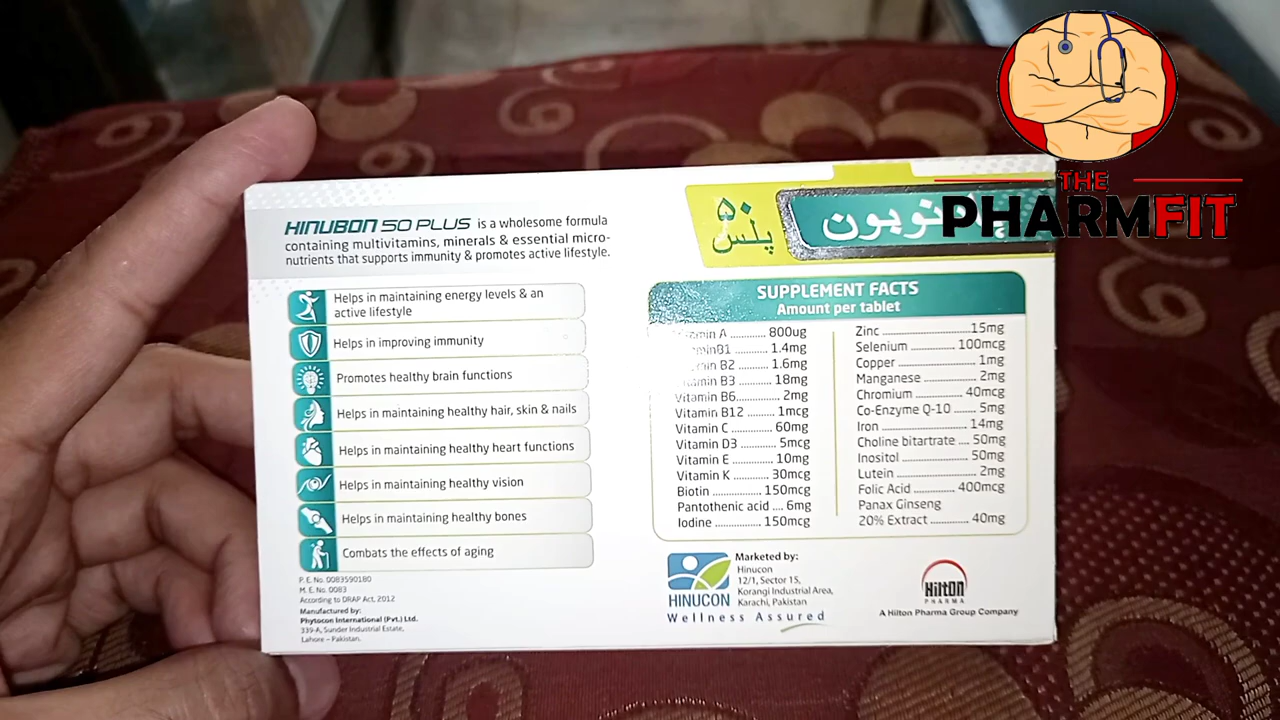 THE
PHARMFIT
HINUBON 50 PLUS is a wholesome formula
containing multivitamins, minerals & essential micro-
nutrients that supports immunity & promotes active lifestyle.
۵۰
پلس
نوبون
Helps in maintaining energy levels & an
active lifestyle
Helps in improving immunity
Promotes healthy brain functions
Helps in maintaining healthy hair, skin & nails
Helps in maintaining healthy heart functions
Helps in maintaining healthy vision
Helps in maintaining healthy bones
Combats the effects of aging
P.E. No. 0083590180
M. E. No. 0083
According to DRAP Act, 2012
Manufactured by:
Phytocon International (Pvt.) Ltd.
339-A, Sunder Industrial Estate,
Lahore – Pakistan.
SUPPLEMENT FACTS
Amount per tablet
A ........... 800ug
B1 ........... 1.4mg
B2 ........... 1.6mg
B3 ........... 18mg
Vitamin B6........... 2mg
Vitamin B12 ......... 1mcg
Vitamin C ............ 60mg
Vitamin D3 ........... 5mcg
Vitamin E ........... 10mg
Vitamin K ........... 30mcg
Biotin ............... 150mcg
Pantothenic acid .... 6mg
Iodine ............... 150mcg
Zinc ........................15mg
Selenium ............... 100mcg
Copper .................... 1mg
Manganese ............. 2mg
Chromium ............. 40mcg
Co-Enzyme Q-10 ...... 5mg
Iron ...................... 14mg
Choline bitartrate .... 50mg
Inositol ................. 50mg
Lutein .................... 2mg
Folic Acid ........... 400mcg
Panax Ginseng
20% Extract ............ 40mg
HINUCON
Marketed by:
Hinucon
12/1, Sector 15,
Korangi Industrial Area,
Karachi, Pakistan
Wellness Assured
Hilton
PHARMA
A Hilton Pharma Group Company